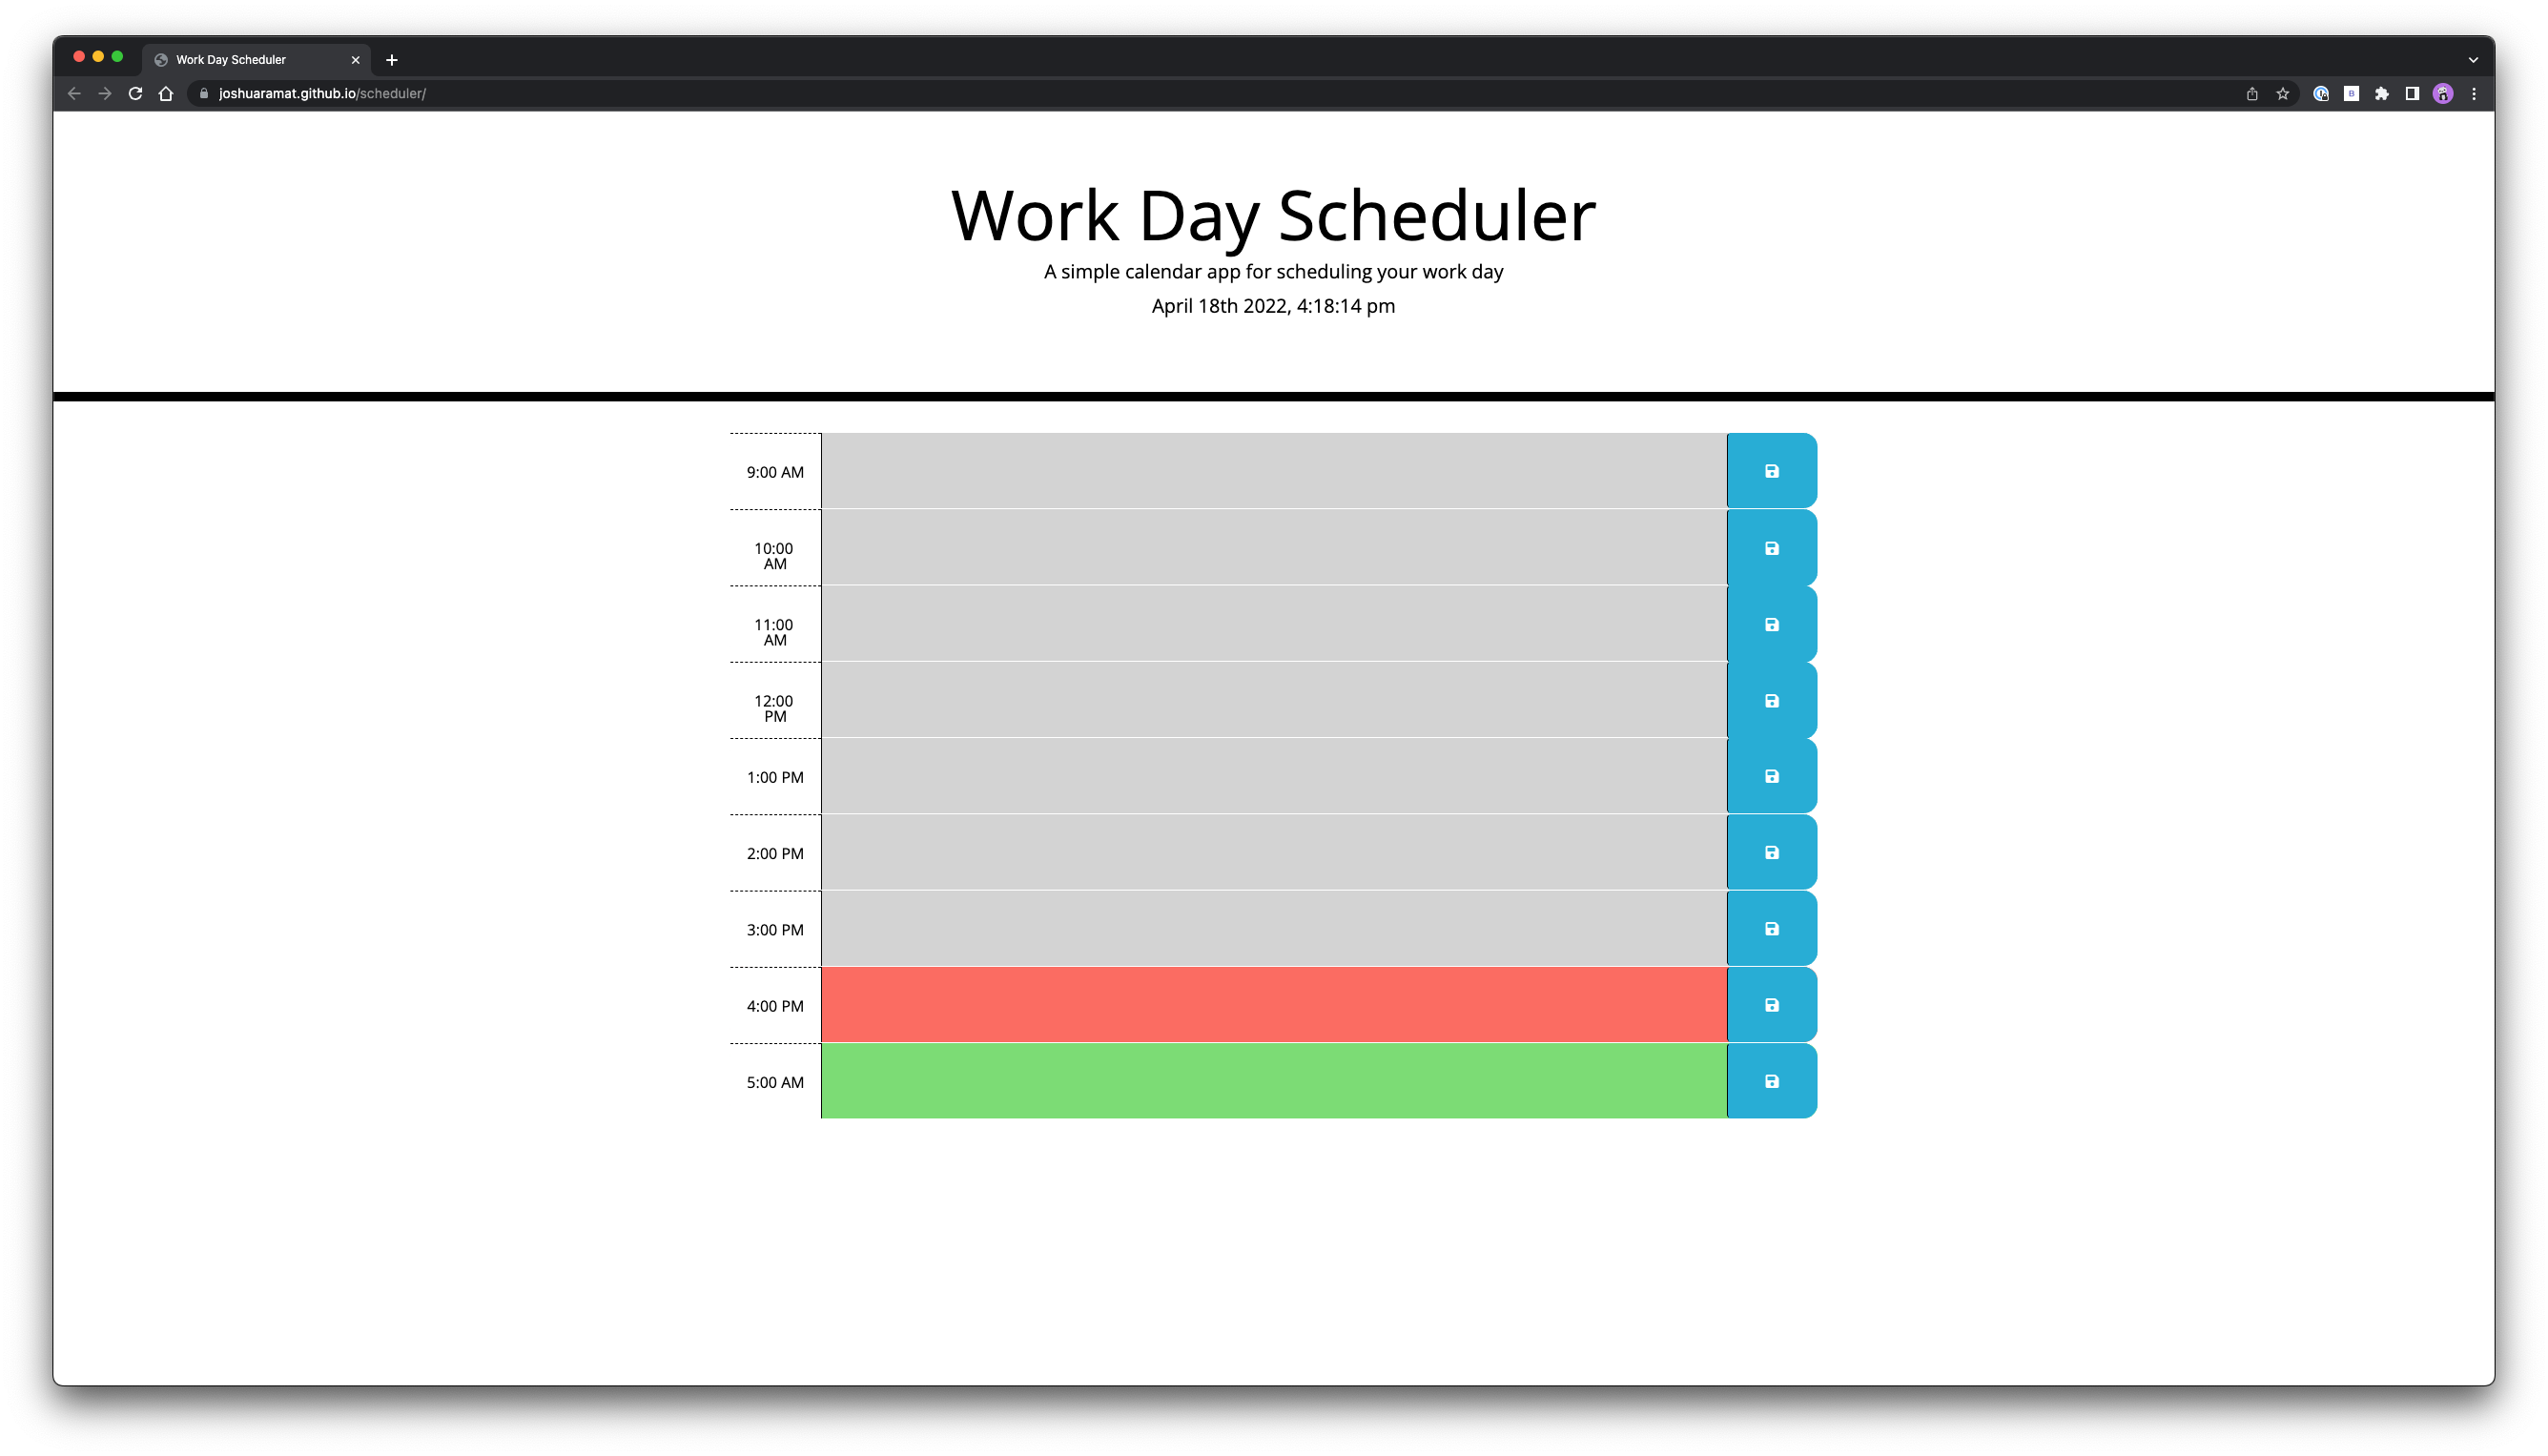 Work Day Scheduler
joshuaramat.github.io/scheduler/
Work Day Scheduler
A simple calendar app for scheduling your work day
April 18th 2022, 4:18:14 pm
9:00 AM
10:00
AM
11:00
AM
12:00
PM
1:00 PM
2:00 PM
3:00 PM
4:00 PM
5:00 AM